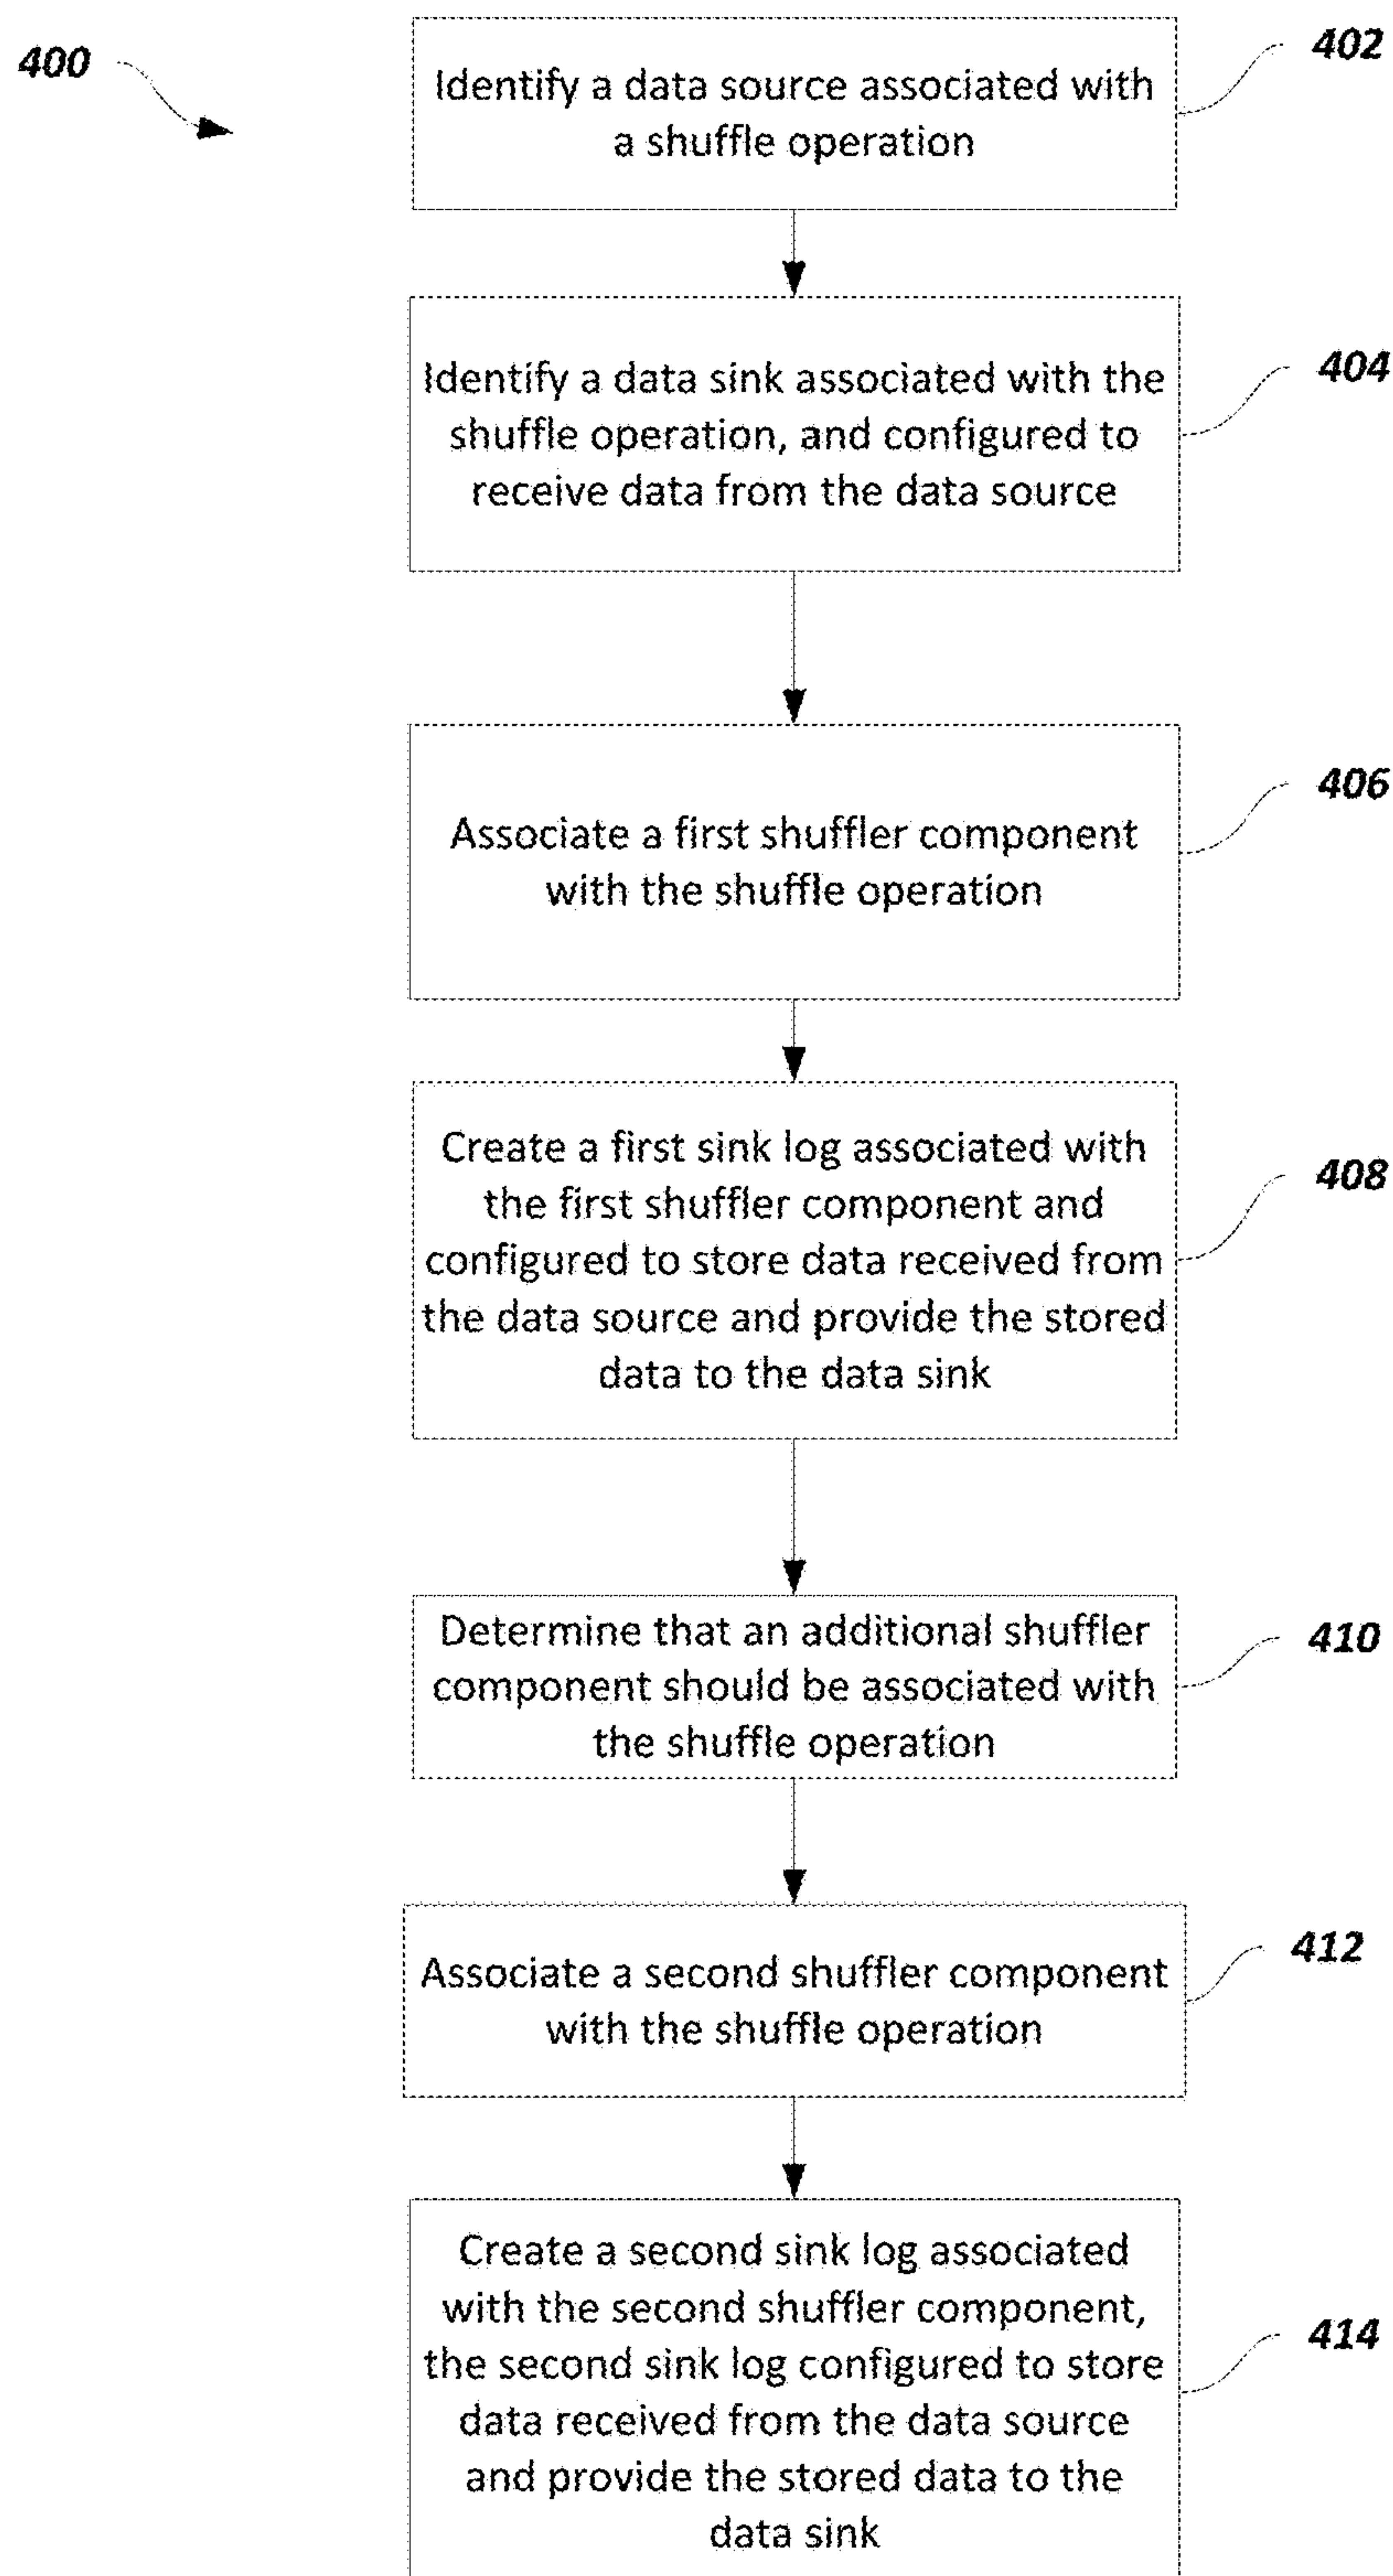 400
402
Identify a data source associated with
a shuffle operation
404
Identify a data sink associated with the
shuffle operation, and configured to
receive data from the data source
406
Associate a first shuffler component
with the shuffle operation
408
Create a first sink log associated with
the first shuffler component and
configured to store data received from
the data source and provide the stored
data to the data sink
410
Determine that an additional shuffler
component should be associated with
the shuffle operation
412
Associate a second shuffler component
with the shuffle operation
414
Create a second sink log associated
with the second shuffler component,
the second sink log configured to store
data received from the data source
and provide the stored data to the
data sink